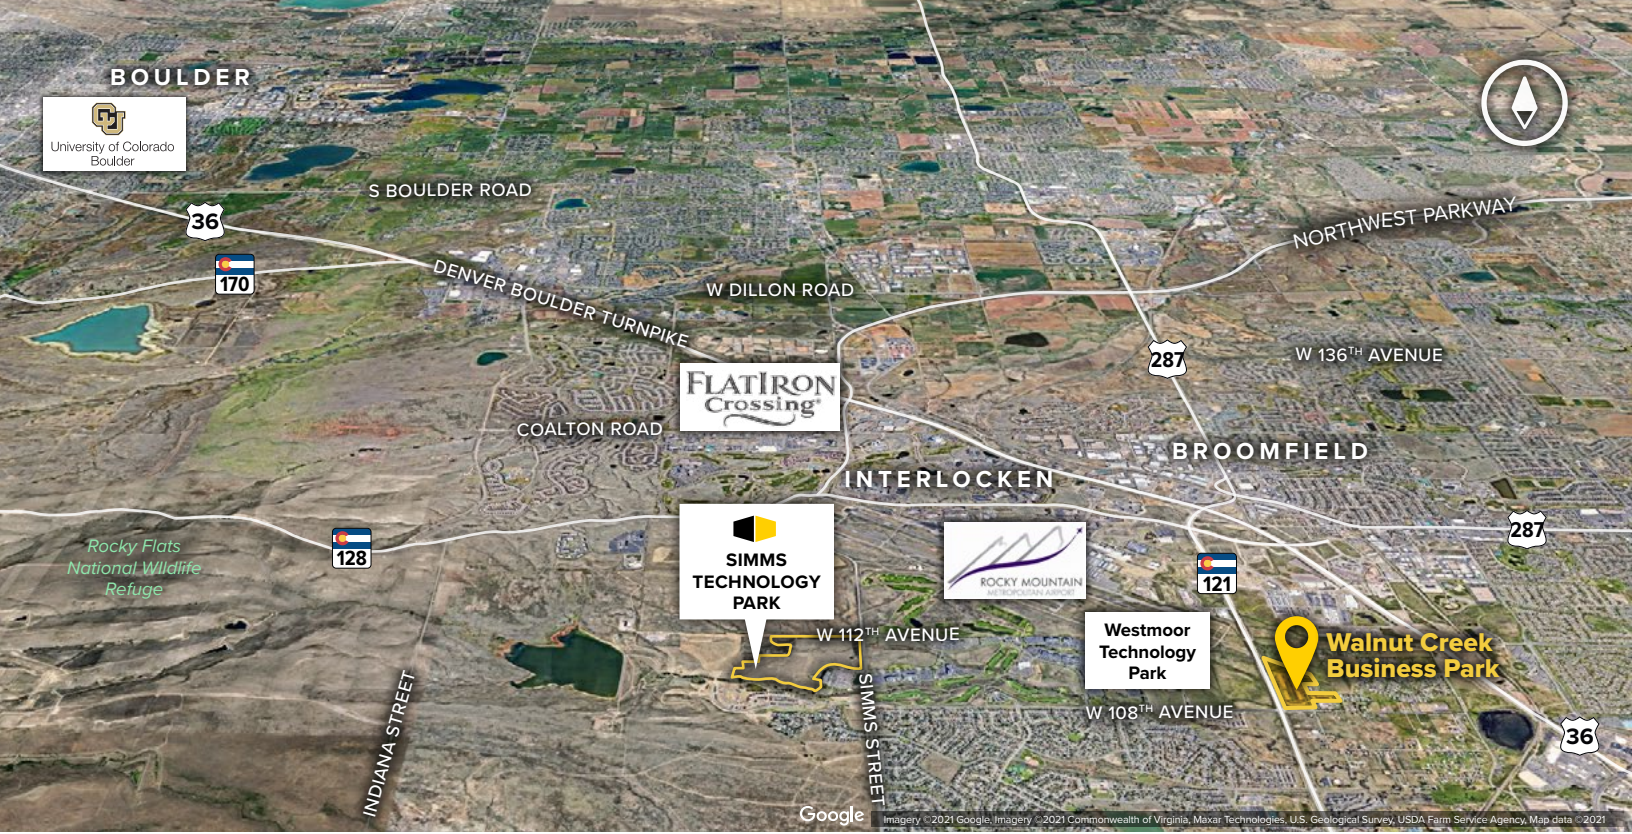 BOULDER
CU
University of Colorado
Boulder
S BOULDER ROAD
36
170
DENVER BOULDER TURNPIKE
W DILLON ROAD
NORTHWEST PARKWAY
287
W 136TH AVENUE
FLATIRON
Crossing®
COALTON ROAD
BROOMFIELD
INTERLOCKEN
128
Rocky Flats
National WIldlife
Refuge
SIMMS
TECHNOLOGY
PARK
ROCKY MOUNTAIN
METROPOLITAN AIRPORT
287
121
W 112TH AVENUE
Westmoor
Technology
Park
Walnut Creek
Business Park
W 108TH AVENUE
INDIANA STREET
SIMMS STREET
36
Google
Imagery ©2021 Google, Imagery ©2021 Commonwealth of Virginia, Maxar Technologies, U.S. Geological Survey, USDA Farm Service Agency, Map data ©2021